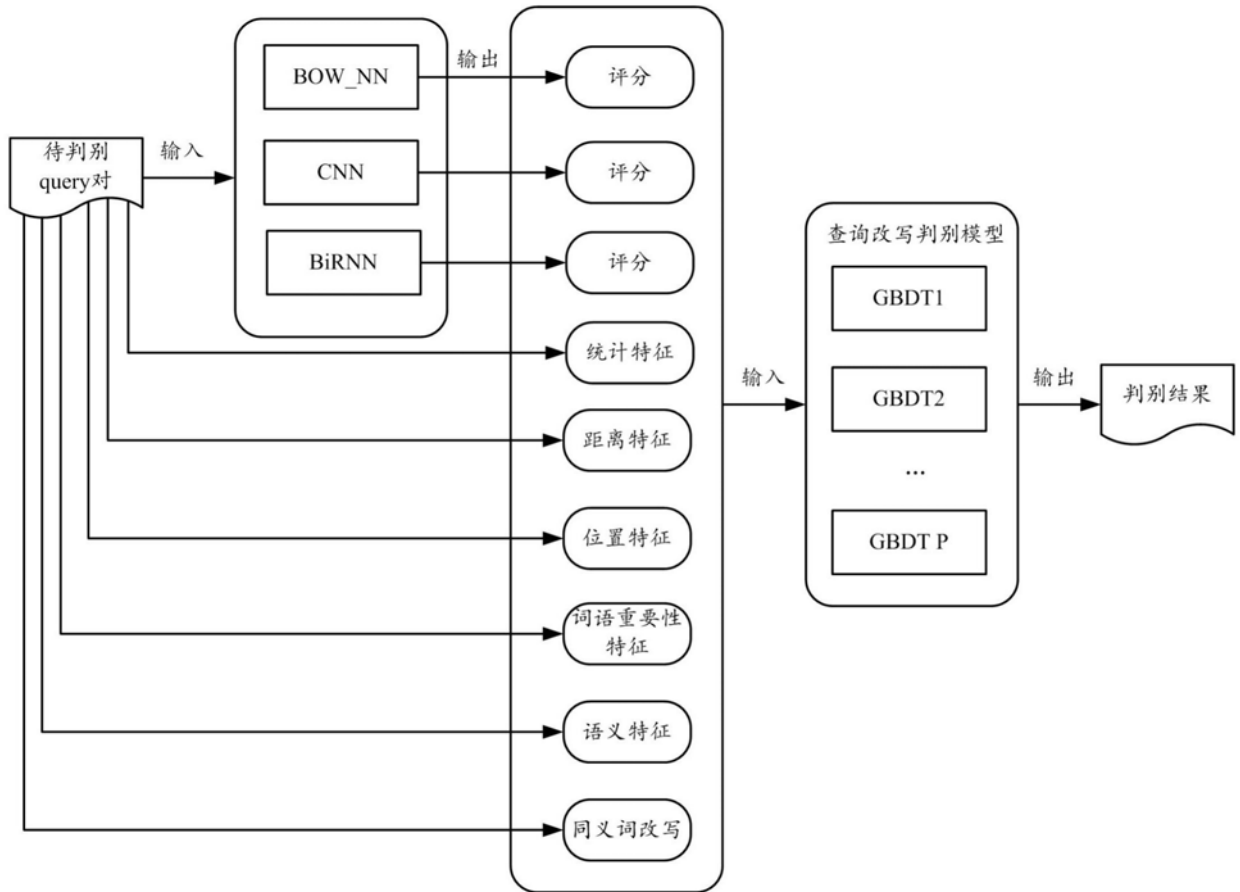 待判别
query对
输入
BOW_NN
CNN
BiRNN
输出
评分
评分
评分
统计特征
距离特征
位置特征
词语重要性
特征
语义特征
同义词改写
输入
查询改写判别模型
GBDT1
GBDT2
...
GBDT P
输出
判别结果